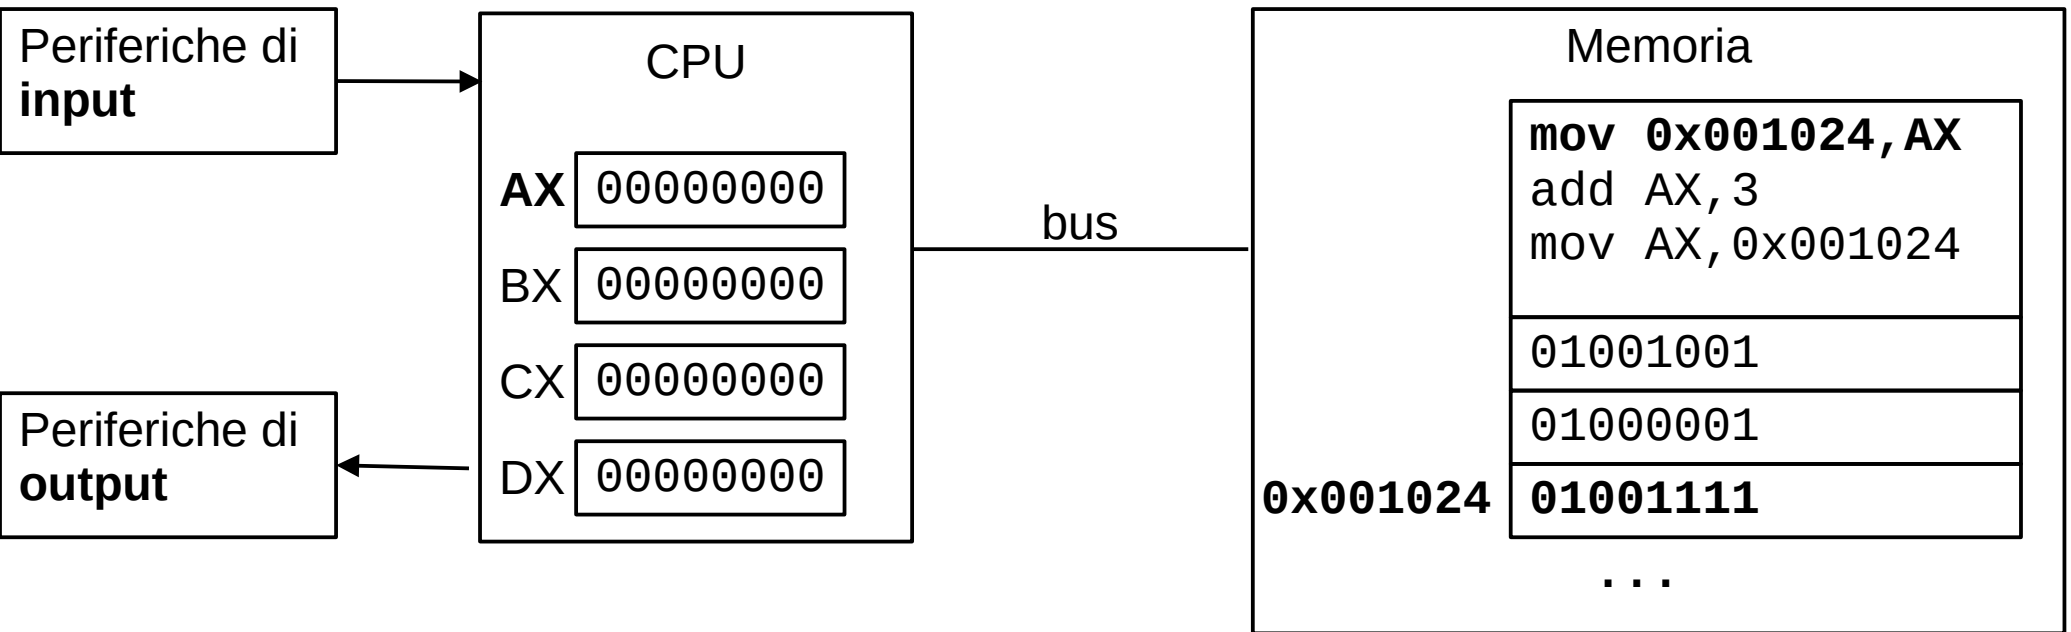 Periferiche di
input
CPU
AX 00000000
BX 00000000
CX 00000000
DX 00000000
Periferiche di
output
bus
Memoria
mov 0x001024,AX
add AX,3
mov AX,0x001024
01001001
01000001
0x001024 01001111
...